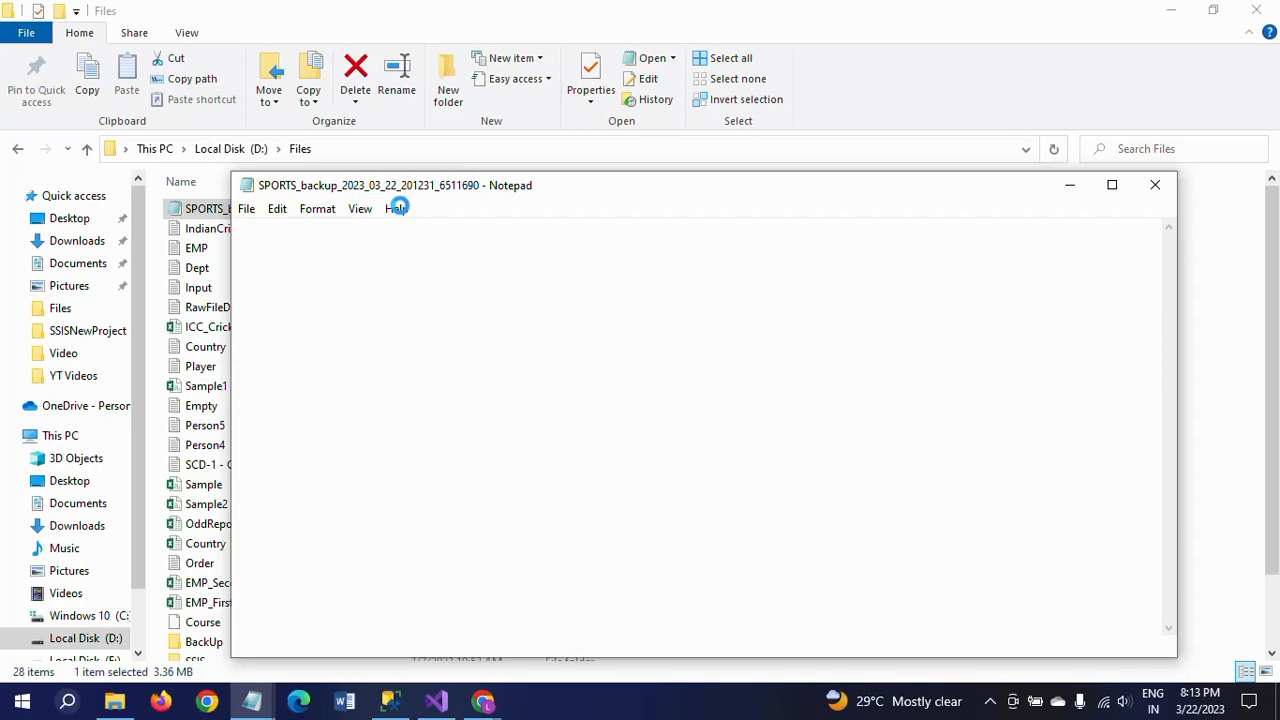 Files
File Home Share View
Pin to Quick access
Copy
Paste
Cut
Copy path
Paste shortcut
Clipboard
Move to
Copy to
Delete
Rename
Organize
New folder
New item
Easy access
New
Properties
Open
Edit
History
Open
Select all
Select none
Invert selection
Select
This PC Local Disk (D:) Files
Search Files
Quick access
Desktop
Downloads
Documents
Pictures
Files
SSISNewProject
Video
YT Videos
OneDrive - Person
This PC
3D Objects
Desktop
Documents
Downloads
Music
Pictures
Videos
Windows 10 (C:
Local Disk (D:)
Name
SPORTS_b
IndianCri
EMP
Dept
Input
RawFileD
ICC_Crick
Country
Player
Sample1
Empty
Person5
Person4
SCD-1 - C
Sample
Sample2
OddRepo
Country
Order
EMP_Seco
EMP_First
Course
BackUp
SPORTS_backup_2023_03_22_201231_6511690 - Notepad
File Edit Format View Help
28 items 1 item selected 3.36 MB
29°C Mostly clear
ENG
IN
8:13 PM
3/22/2023